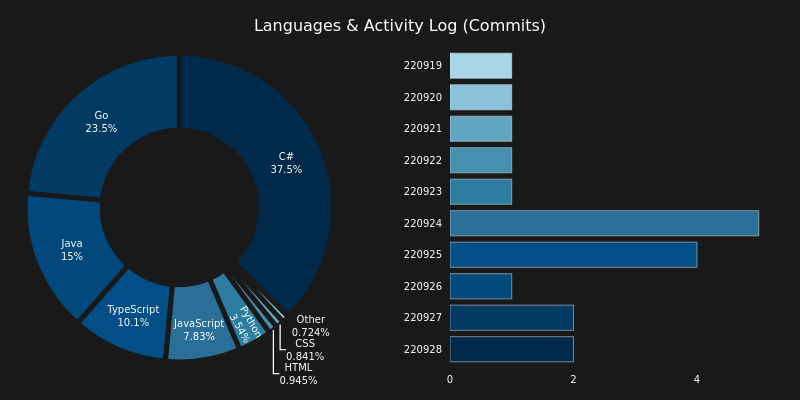 Languages & Activity Log (Commits)
C#
37.5%
Go
23.5%
Java
15%
TypeScript
10.1%
JavaScript
7.83%
Python
3.54%
HTML
0.945%
CSS
0.841%
Other
0.724%
220919
220920
220921
220922
220923
220924
220925
220926
220927
220928
0
2
4